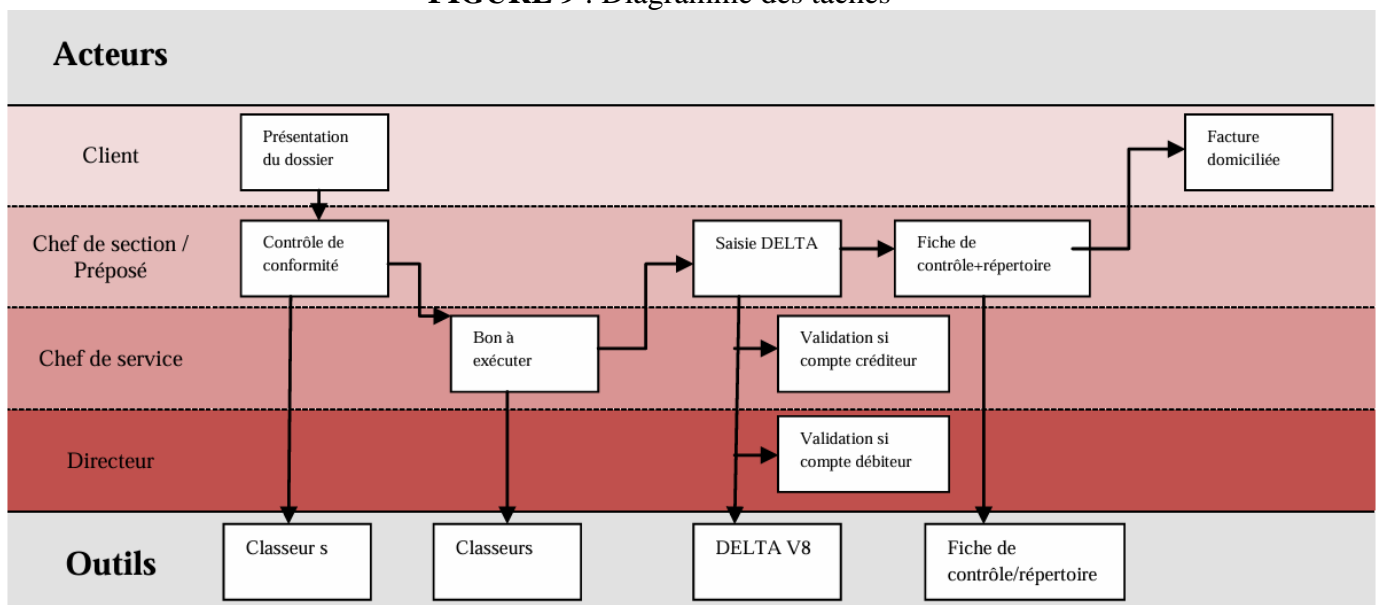 FIGURE 9 : Diagramme des tâches
Acteurs
Client
Présentation
du dossier
Facture
domiciliée
Chef de section /
Préposé
Contrôle de
conformité
Saisie DELTA
Fiche de
contrôle+répertoire
Chef de service
Bon à
exécuter
Validation si
compte créditeur
Directeur
Validation si
compte débiteur
Outils
Classeur s
Classeurs
DELTA V8
Fiche de
contrôle/répertoire